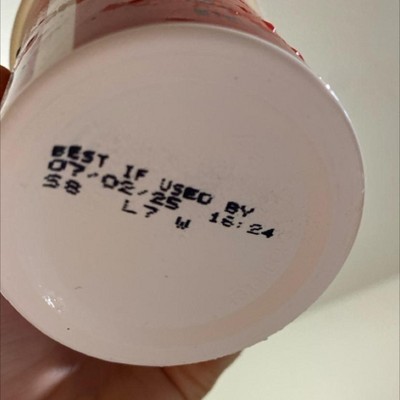 BEST IF USED BY
07/02/25 16:24
S8 L7 W